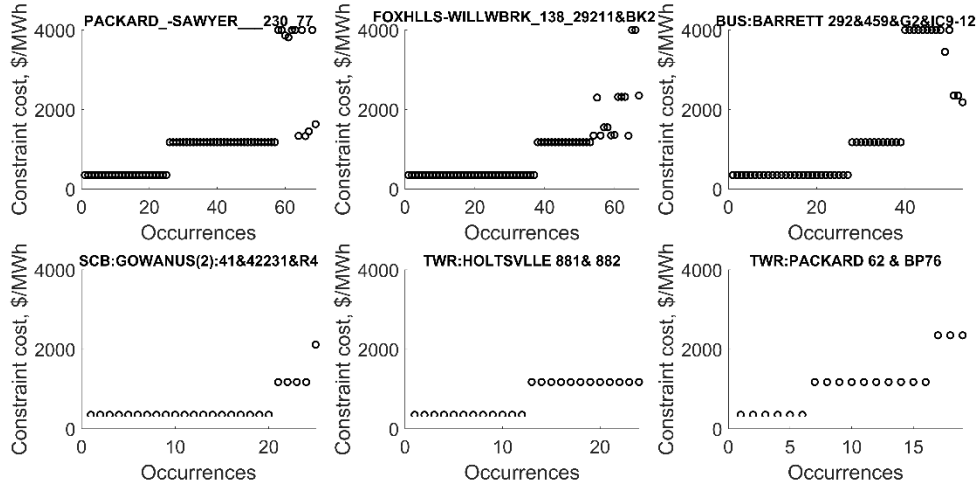 PACKARD_-SAWYER___230_77
FOXHLLS-WILLWBRK_138_29211&BK2
BUS:BARRETT 292&459&G2&IC9-12
Constraint cost, $/MWh
4000
2000
0
0 20 40 60
Occurrences
Constraint cost, $/MWh
4000
2000
0
0 20 40 60
Occurrences
Constraint cost, $/MWh
4000
2000
0
0 20 40
Occurrences
SCB:GOWANUS(2):41&42231&R4
TWR:HOLTSVLLE 881& 882
TWR:PACKARD 62 & BP76
Constraint cost, $/MWh
4000
2000
0
0 10 20
Occurrences
Constraint cost, $/MWh
4000
2000
0
0 10 20
Occurrences
Constraint cost, $/MWh
4000
2000
0
0 5 10 15
Occurrences